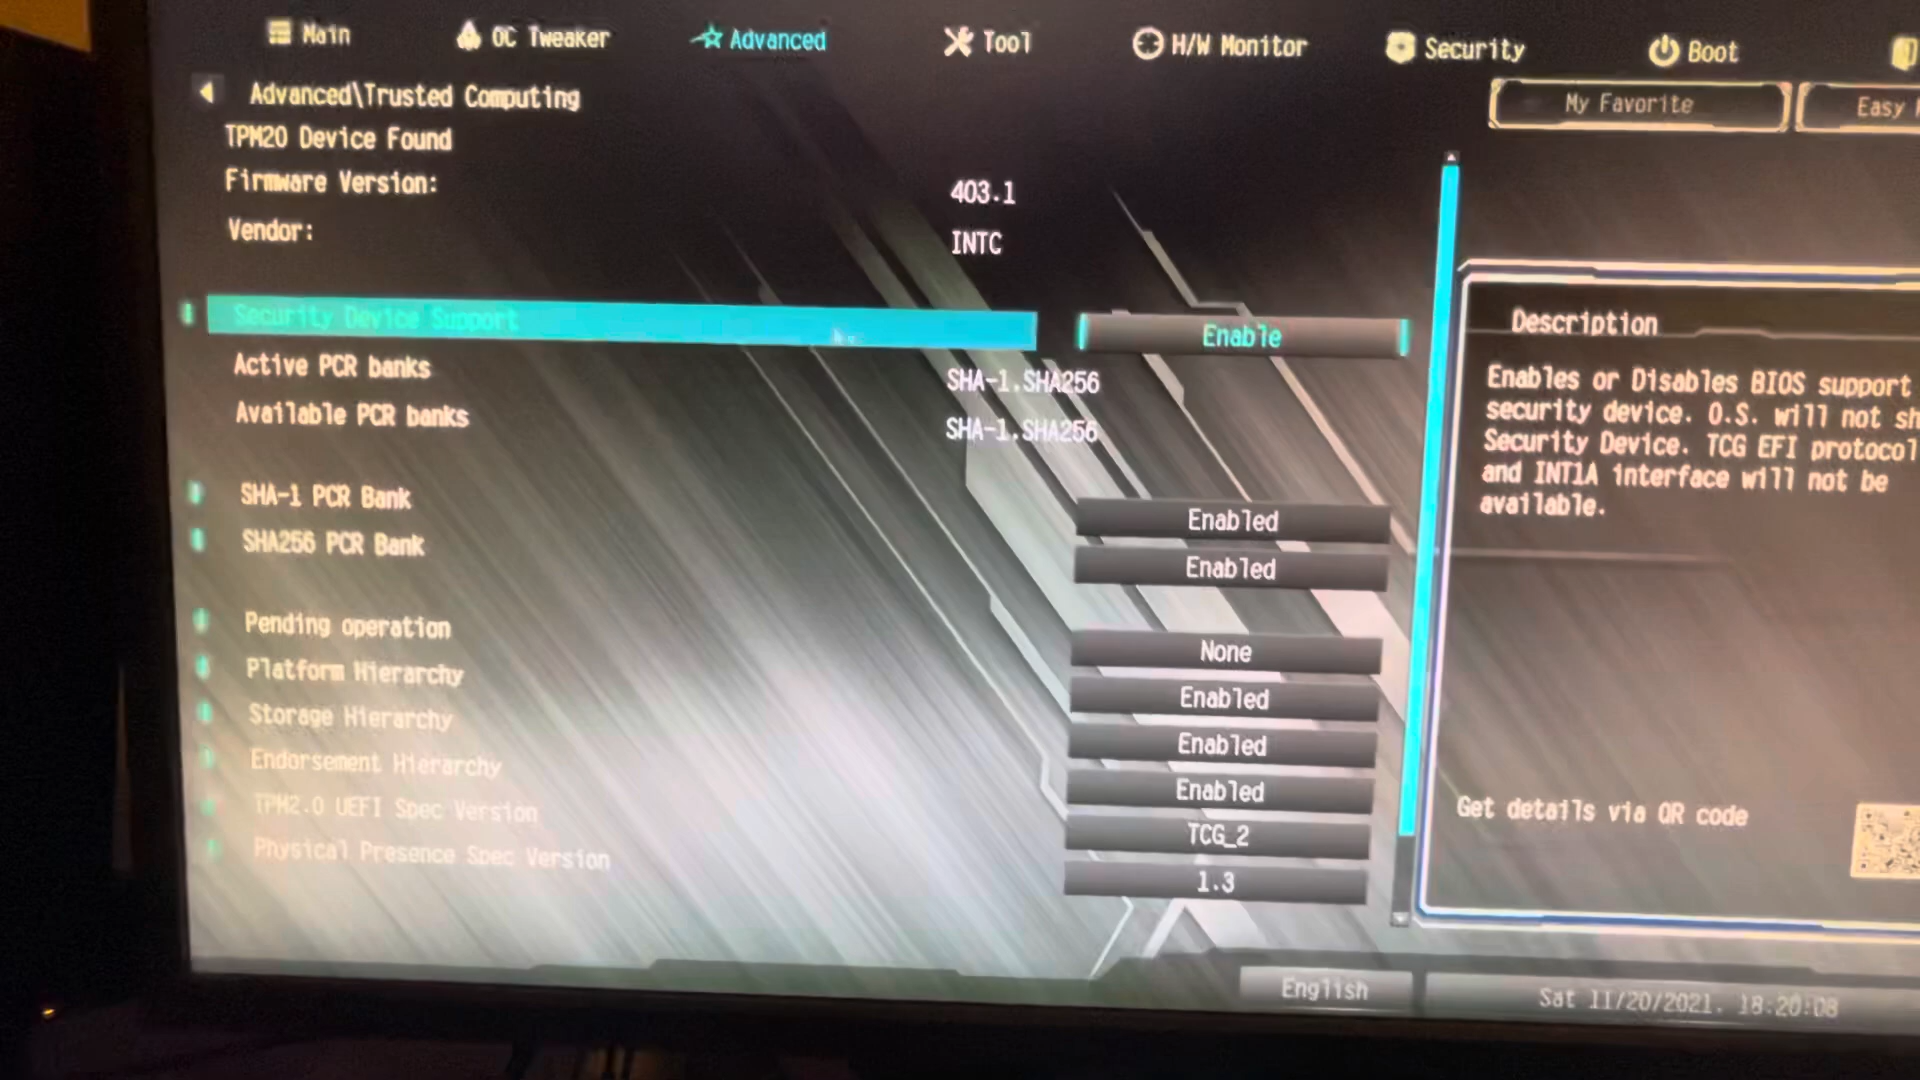 Main OC Tweaker Advanced Tool H/W Monitor Security Boot
My Favorite Easy
Advanced\Trusted Computing
TPM20 Device Found
Firmware Version: 403.1
Vendor: INTC
Security Device Support Enable
Active PCR banks SHA-1.SHA256
Available PCR banks SHA-1.SHA256
SHA-1 PCR Bank Enabled
SHA256 PCR Bank Enabled
Pending operation None
Platform Hierarchy Enabled
Storage Hierarchy Enabled
Endorsement Hierarchy Enabled
TPM2.0 UEFI Spec Version TCG_2
Physical Presence Spec Version 1.3
Description
Enables or Disables BIOS support
security device. O.S. will not
Security Device. TCG EFI protocol
and INT1A interface will not be
available.
Get details via QR code
English Sat 11/20/2021. 18:20:08